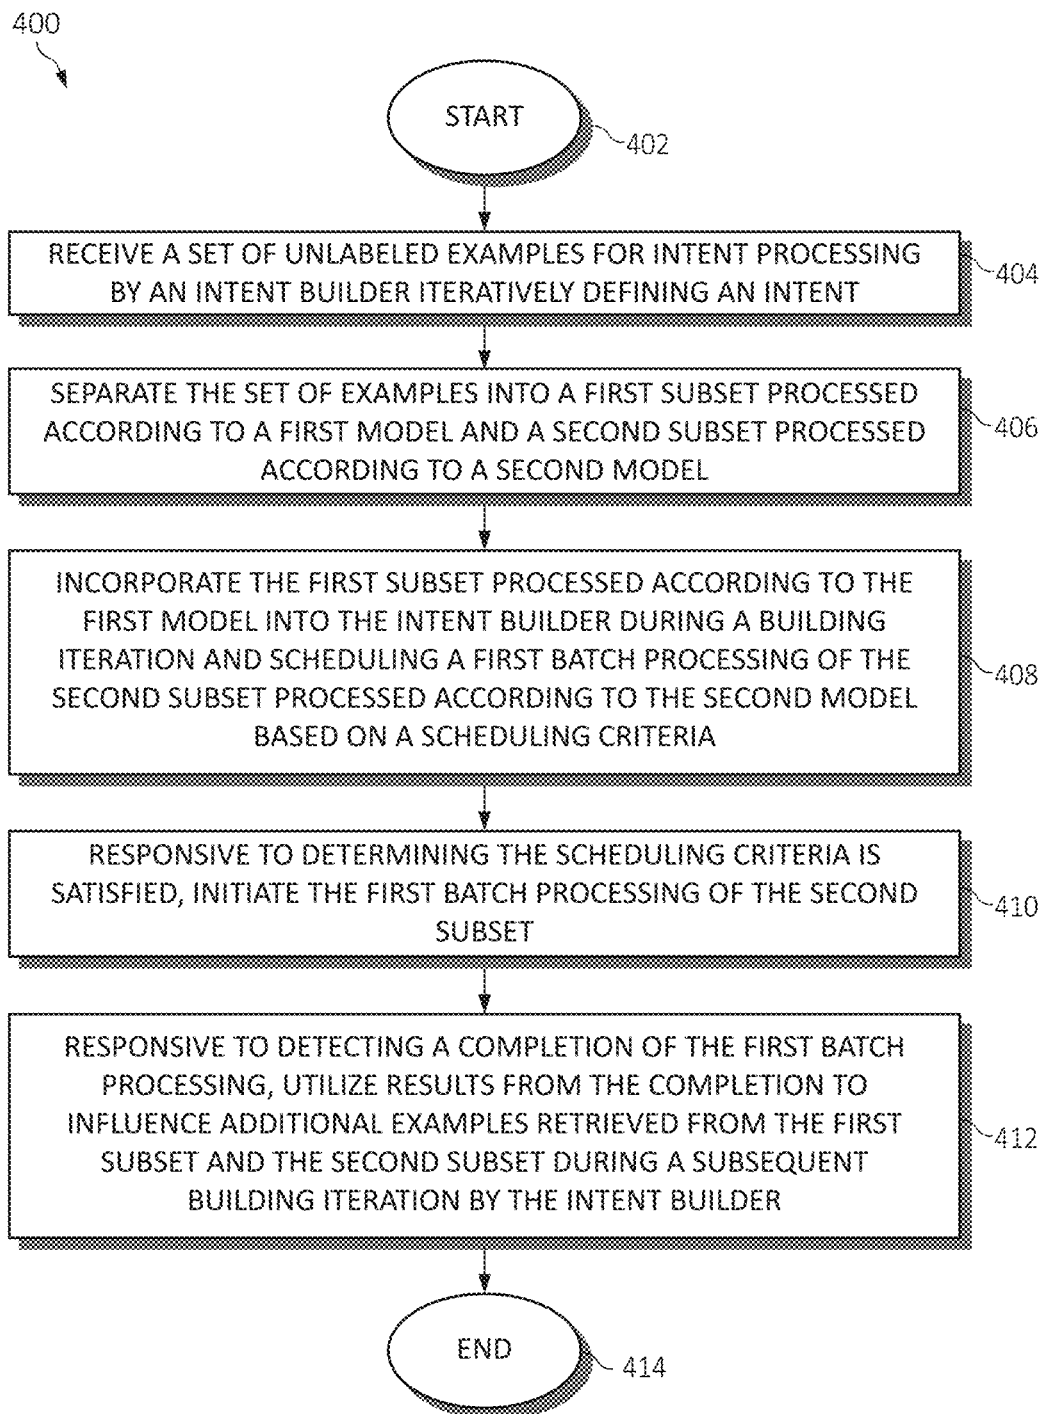 400
START
402
RECEIVE A SET OF UNLABELED EXAMPLES FOR INTENT PROCESSING
BY AN INTENT BUILDER ITERATIVELY DEFINING AN INTENT
404
SEPARATE THE SET OF EXAMPLES INTO A FIRST SUBSET PROCESSED
ACCORDING TO A FIRST MODEL AND A SECOND SUBSET PROCESSED
ACCORDING TO A SECOND MODEL
406
INCORPORATE THE FIRST SUBSET PROCESSED ACCORDING TO THE
FIRST MODEL INTO THE INTENT BUILDER DURING A BUILDING
ITERATION AND SCHEDULING A FIRST BATCH PROCESSING OF THE
SECOND SUBSET PROCESSED ACCORDING TO THE SECOND MODEL
BASED ON A SCHEDULING CRITERIA
408
RESPONSIVE TO DETERMINING THE SCHEDULING CRITERIA IS
SATISFIED, INITIATE THE FIRST BATCH PROCESSING OF THE SECOND
SUBSET
410
RESPONSIVE TO DETECTING A COMPLETION OF THE FIRST BATCH
PROCESSING, UTILIZE RESULTS FROM THE COMPLETION TO
INFLUENCE ADDITIONAL EXAMPLES RETRIEVED FROM THE FIRST
SUBSET AND THE SECOND SUBSET DURING A SUBSEQUENT
BUILDING ITERATION BY THE INTENT BUILDER
412
END
414